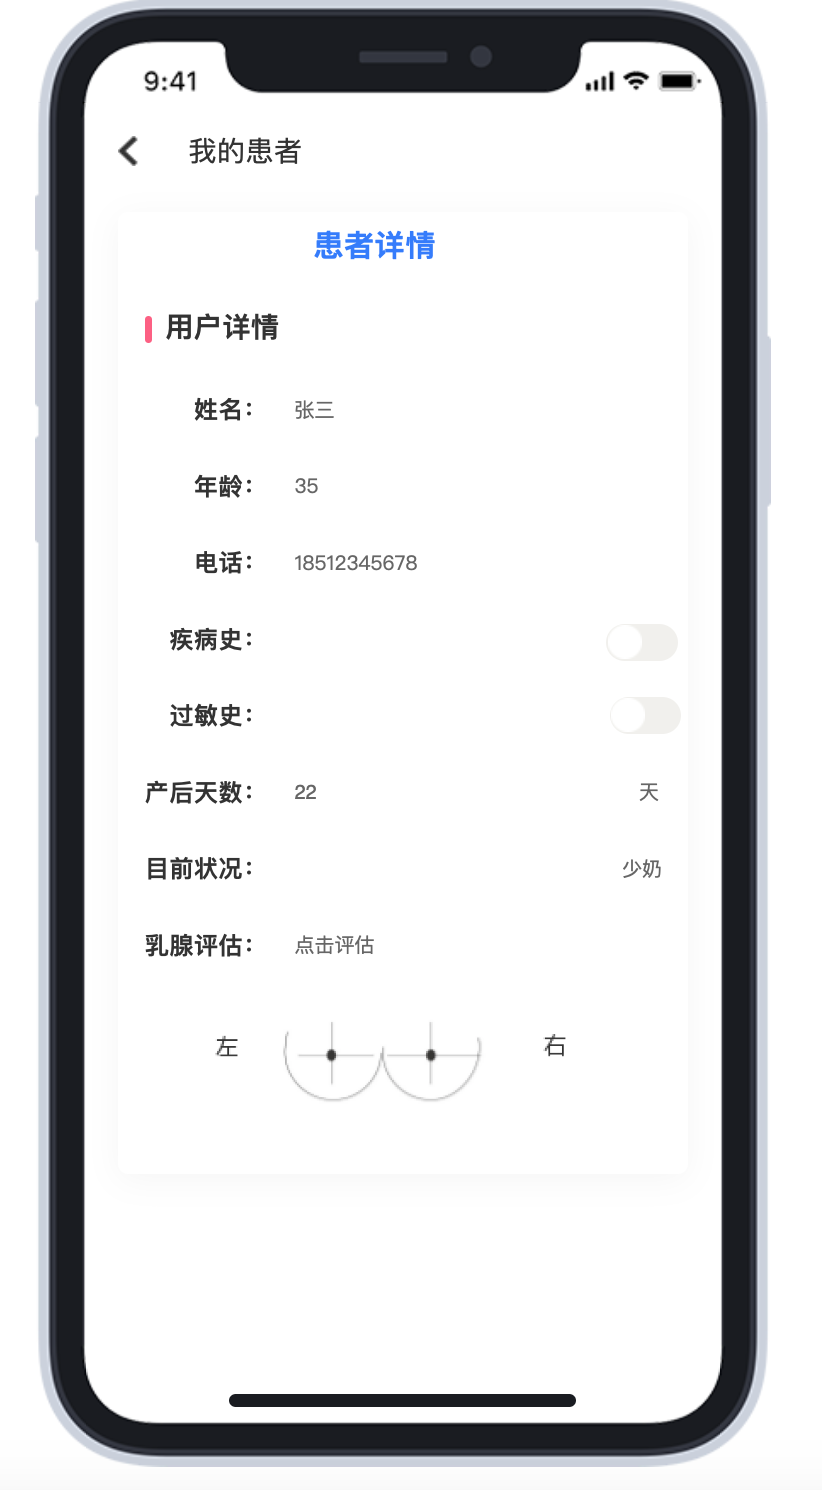 9:41
我的患者
患者详情
用户详情
姓名： 张三
年龄： 35
电话： 18512345678
疾病史：
过敏史：
产后天数： 22 天
目前状况： 少奶
乳腺评估： 点击评估
左 右